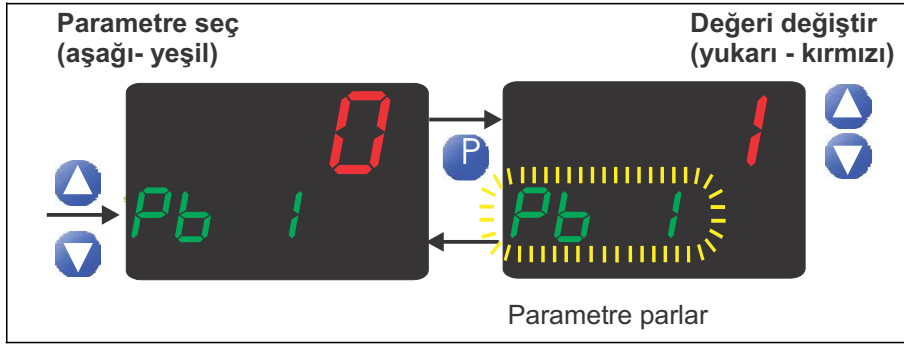 Parametre seç
(aşağı- yeşil)
Değeri değiştir
(yukarı - kırmızı)
0
1
P
Pb 1
Pb 1
Parametre parlar